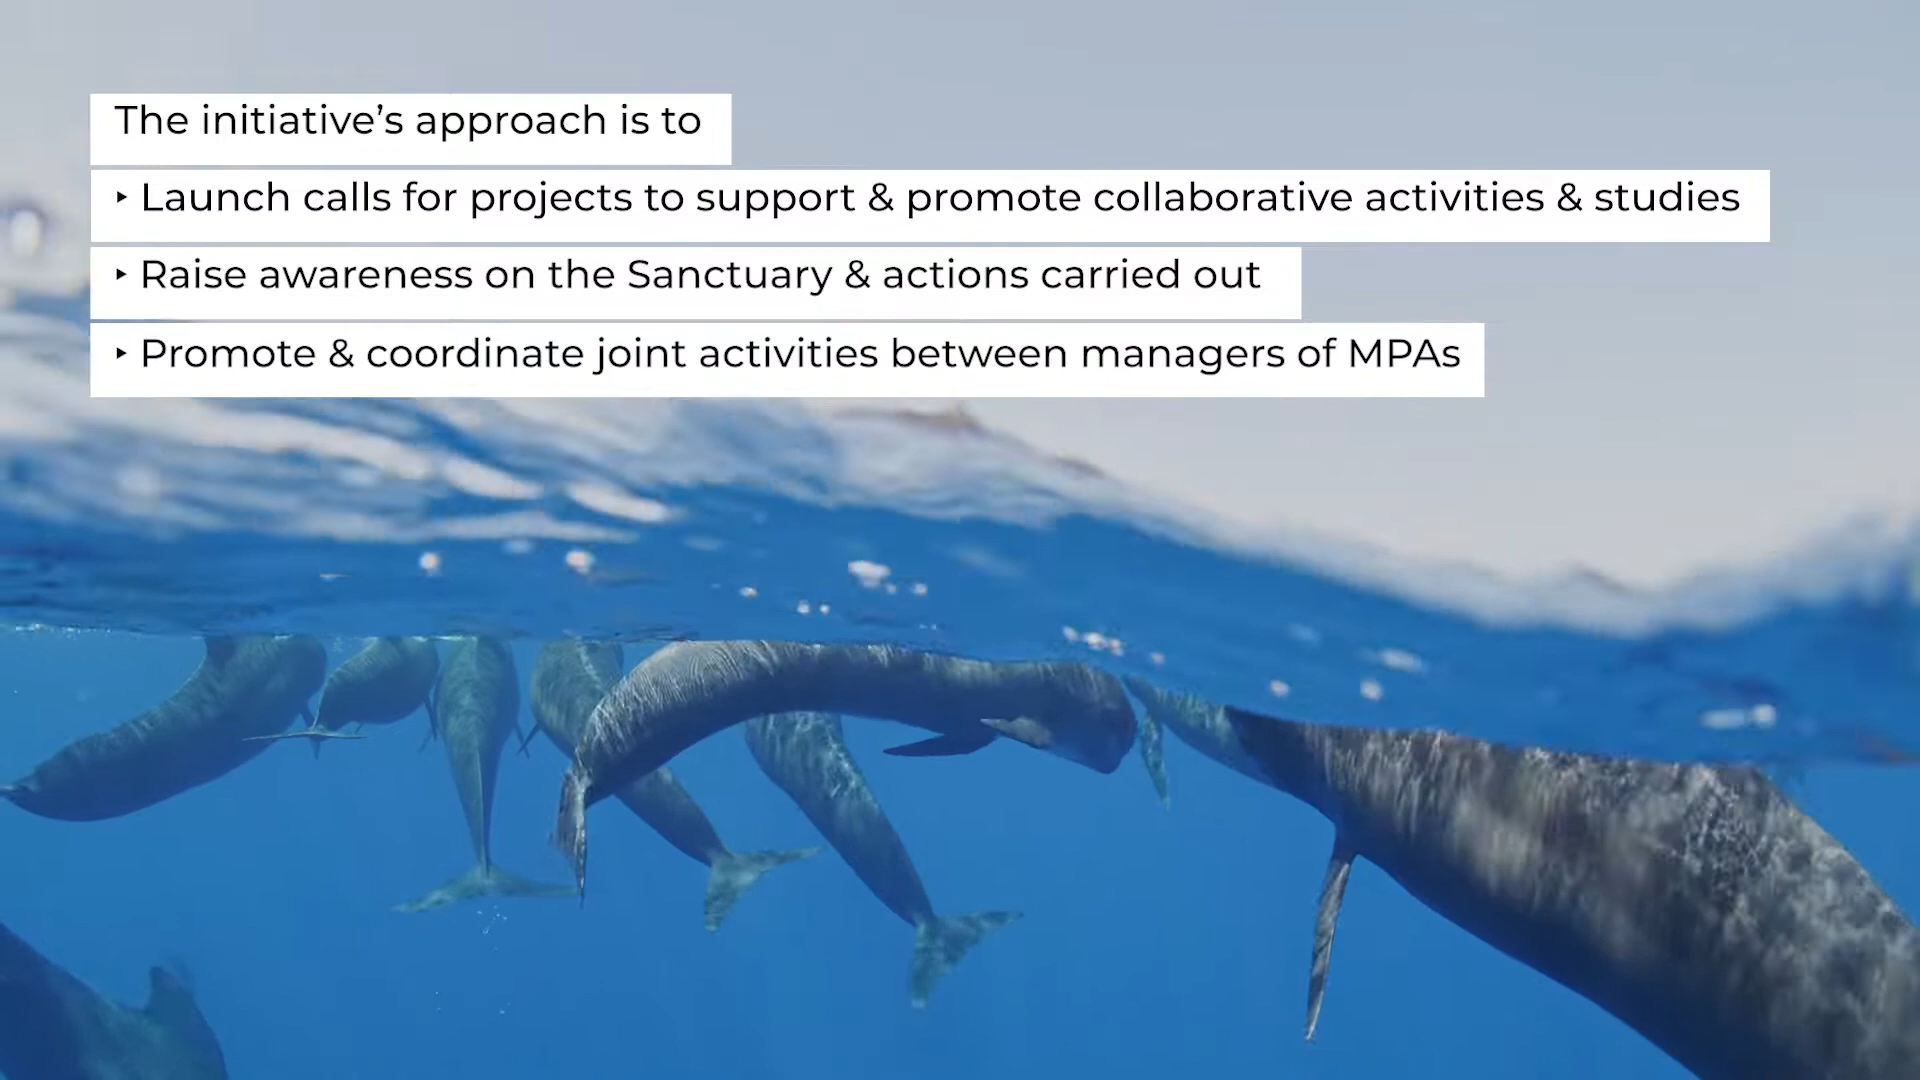 The initiative’s approach is to
‣ Launch calls for projects to support & promote collaborative activities & studies
‣ Raise awareness on the Sanctuary & actions carried out
‣ Promote & coordinate joint activities between managers of MPAs